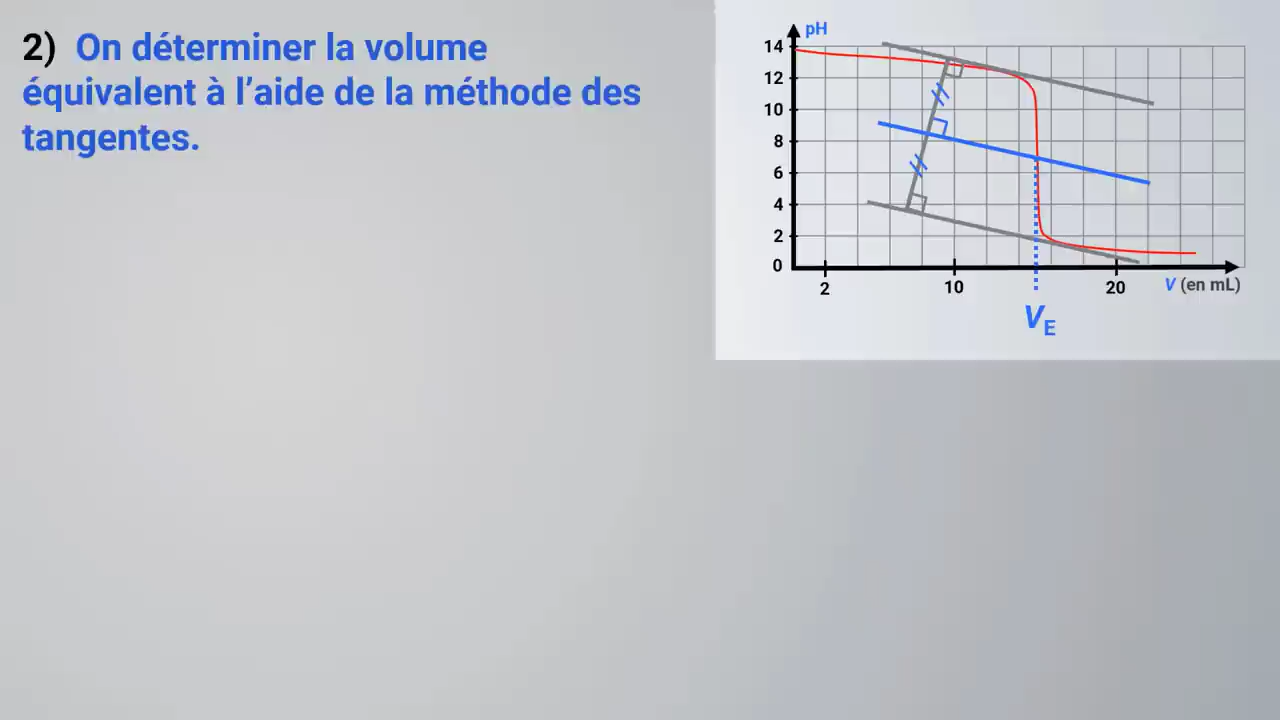 2) On déterminer la volume
équivalent à l’aide de la méthode des
tangentes.
pH
14
12
10
8
6
4
2
0
2
10
20
V (en mL)
VE